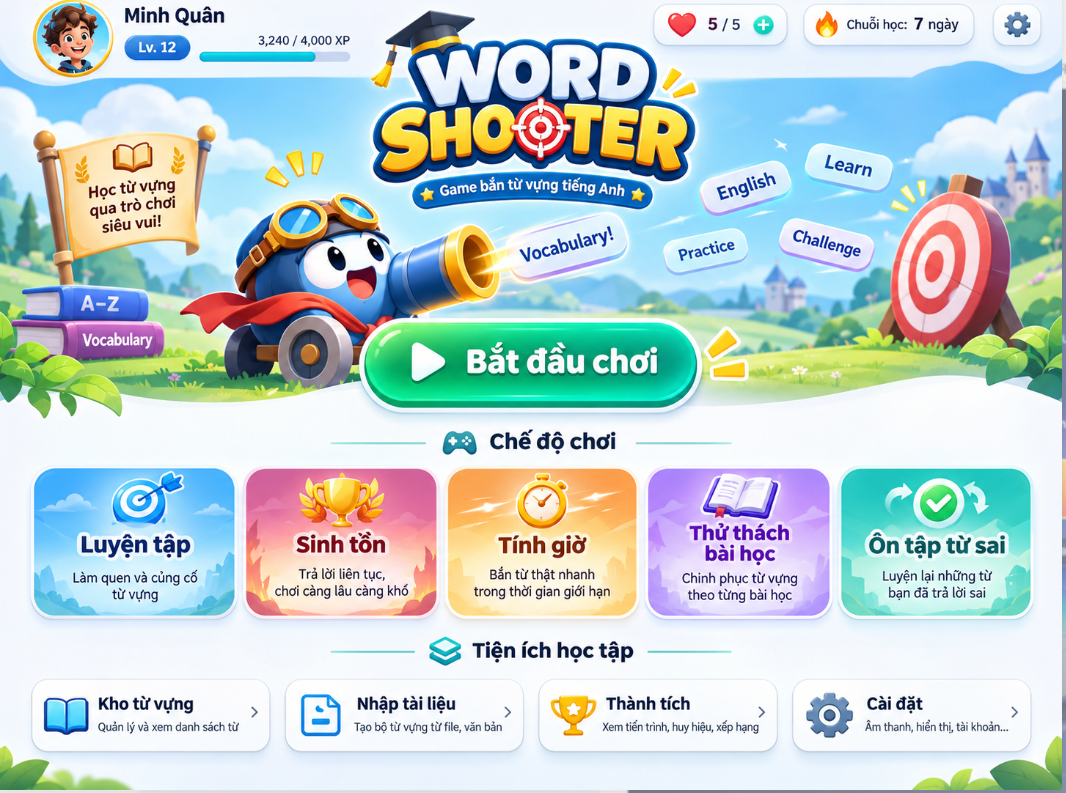 Minh Quân
Lv. 12
3,240 / 4,000 XP
5 / 5
Chuỗi học: 7 ngày
WORD
SHOOTER
Game bắn từ vựng tiếng Anh
Học từ vựng
qua trò chơi
siêu vui!
A-Z
Vocabulary
Vocabulary!
English
Learn
Practice
Challenge
Bắt đầu chơi
Chế độ chơi
Luyện tập
Làm quen và củng cố
từ vựng
Sinh tồn
Trả lời liên tục,
chơi càng lâu càng khó
Tính giờ
Bắn từ thật nhanh
trong thời gian giới hạn
Thử thách
bài học
Chinh phục từ vựng
theo từng bài học
Ôn tập từ sai
Luyện lại những từ
bạn đã trả lời sai
Tiện ích học tập
Kho từ vựng
Quản lý và xem danh sách từ
Nhập tài liệu
Tạo bộ từ vựng từ file, văn bản
Thành tích
Xem tiến trình, huy hiệu, xếp hạng
Cài đặt
Âm thanh, hiển thị, tài khoản...